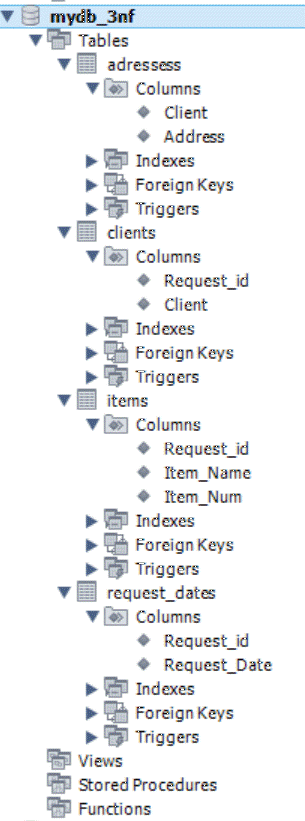 mydb_3nf
Tables
adressess
Columns
Client
Address
Indexes
Foreign Keys
Triggers
clients
Columns
Request_id
Client
Indexes
Foreign Keys
Triggers
items
Columns
Request_id
Item_Name
Item_Num
Indexes
Foreign Keys
Triggers
request_dates
Columns
Request_id
Request_Date
Indexes
Foreign Keys
Triggers
Views
Stored Procedures
Functions